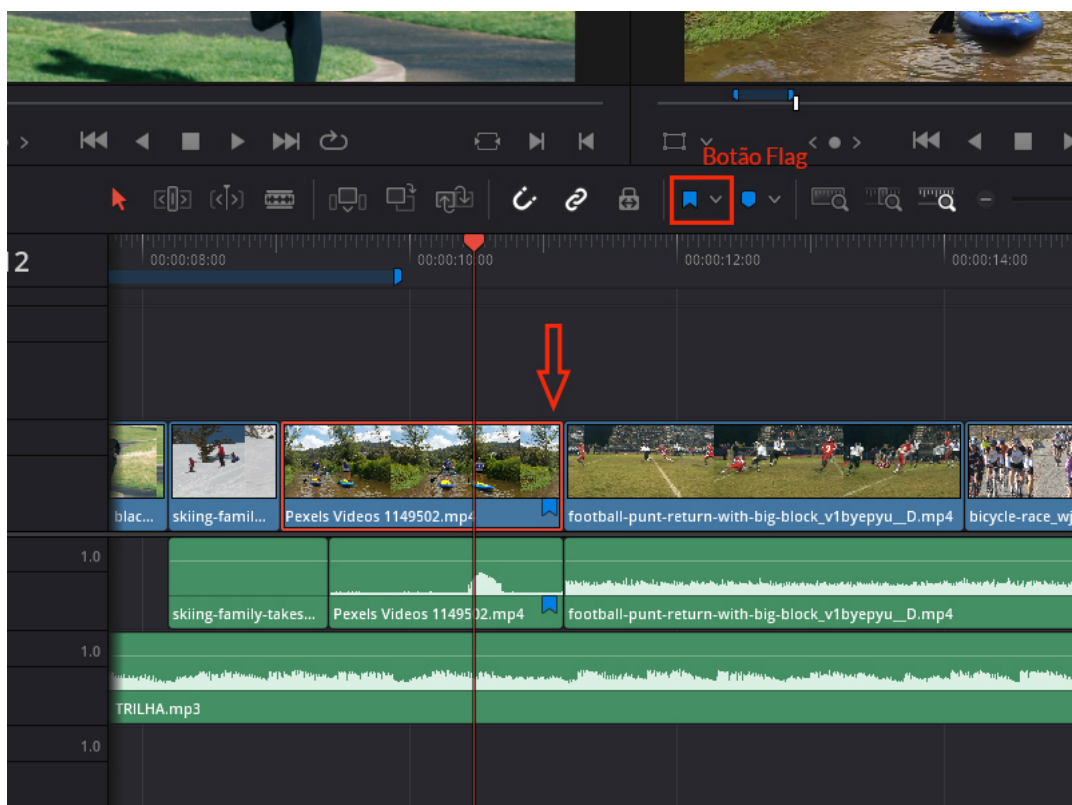 Botão Flag
12
00:00:08:00
00:00:10:00
00:00:12:00
00:00:14:00
blac...
skiing-famil...
Pexels Videos 1149502.mp4
football-punt-return-with-big-block_v1byepyu__D.mp4
bicycle-race_wj
1.0
skiing-family-takes...
Pexels Videos 1149502.mp4
football-punt-return-with-big-block_v1byepyu__D.mp4
1.0
TRILHA.mp3
1.0